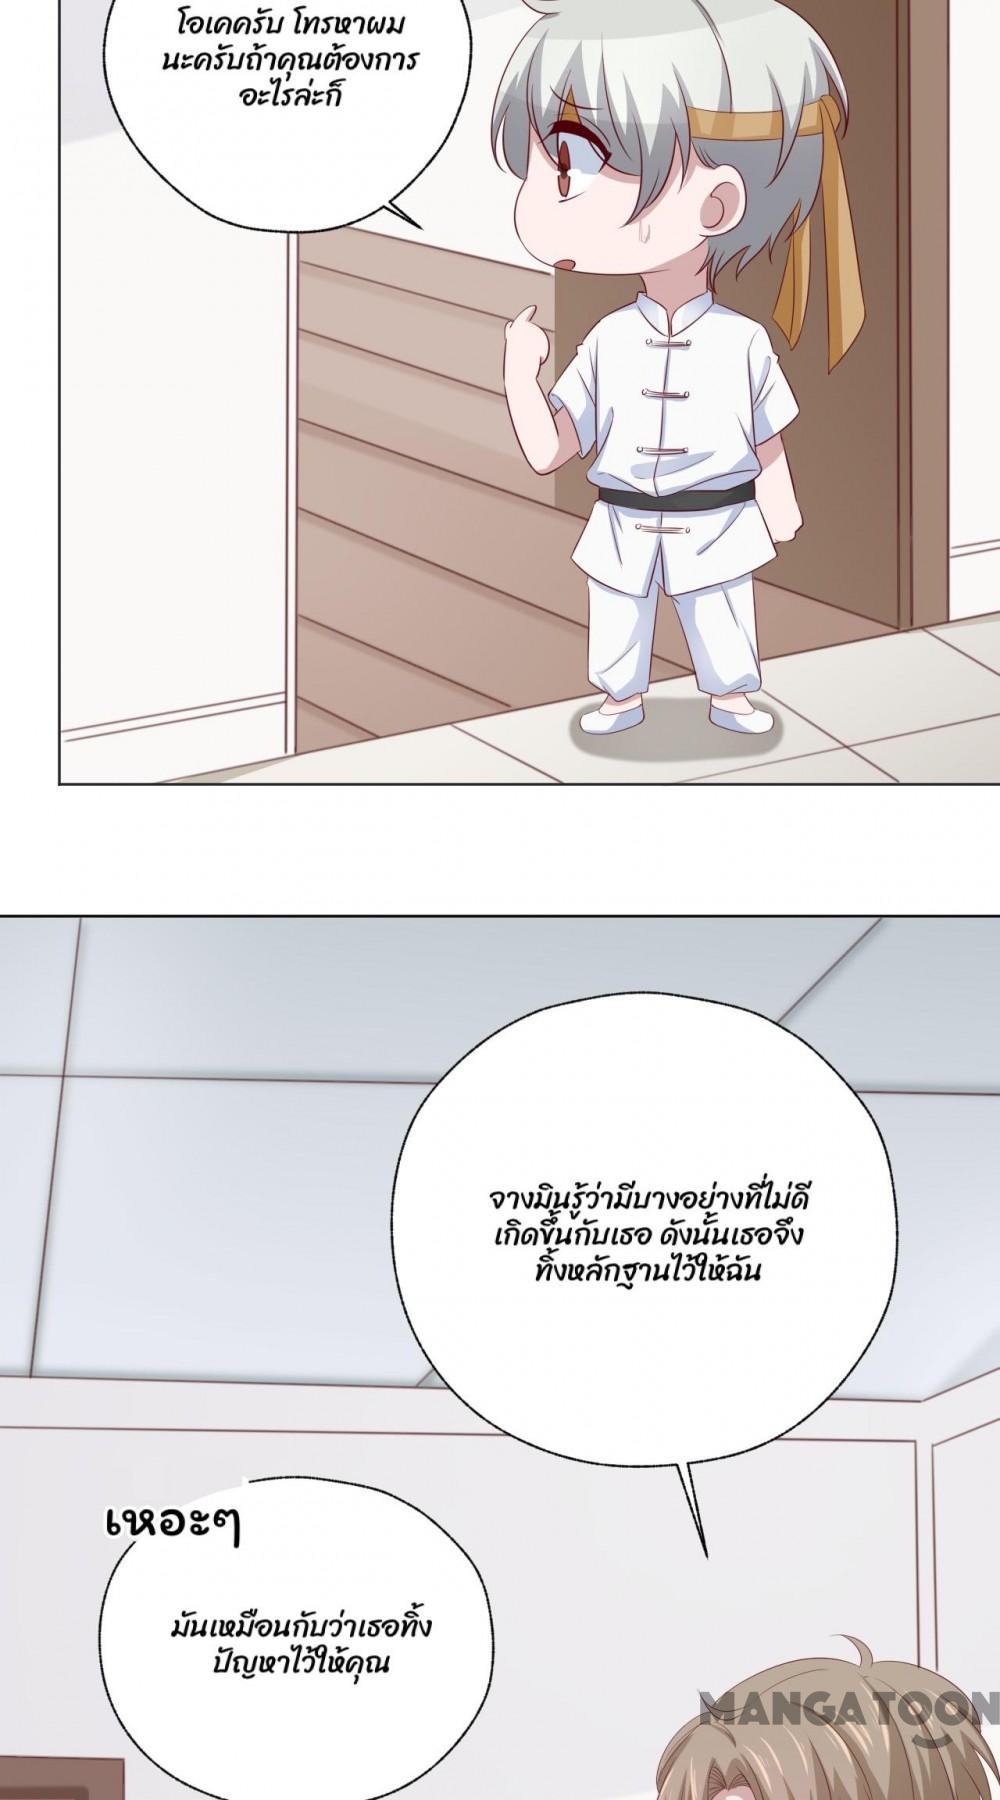 โอเคครับ โทรหาผม
นะครับถ้าคุณต้องการ
อะไรล่ะก็
จางมินรู้ว่ามีบางอย่างที่ไม่ดี
เกิดขึ้นกับเธอ ดังนั้นเธอจึง
ทิ้งหลักฐานไว้ให้ฉัน
เหอะๆ
มันเหมือนกับว่าเธอทิ้ง
ปัญหาไว้ให้คุณ
MANGATOON